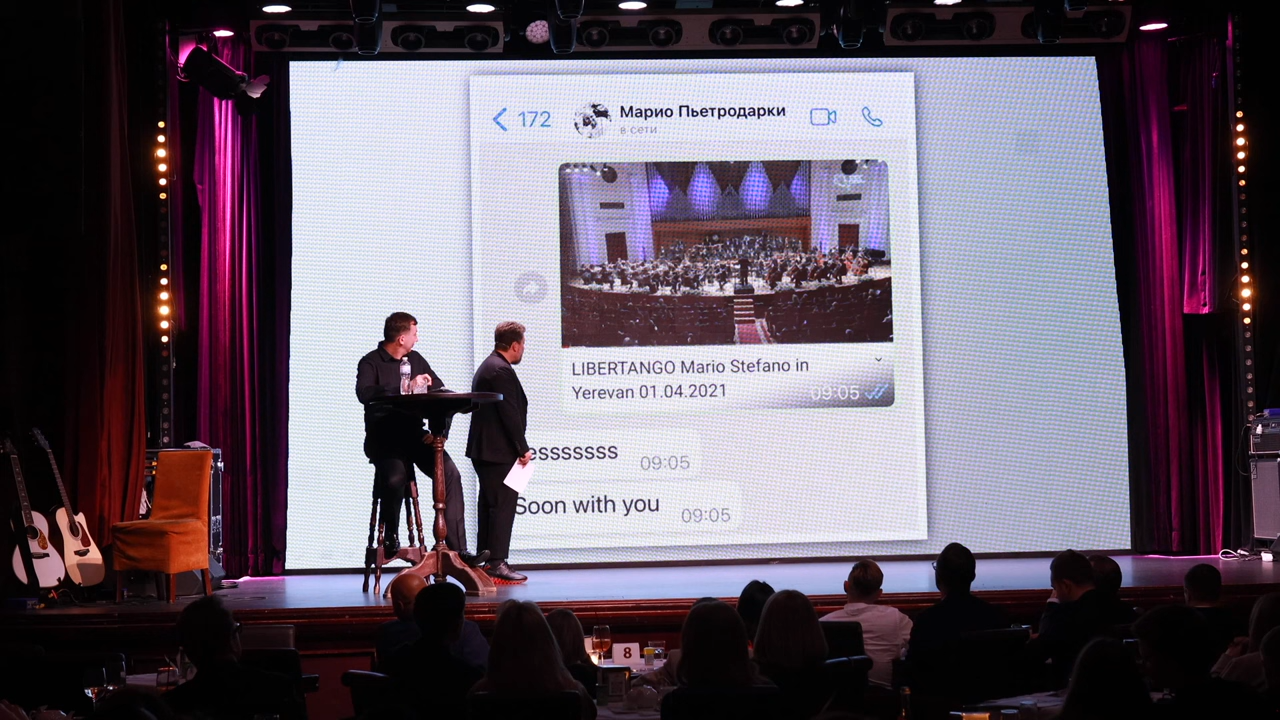 172
Марио Пьетродарки
в сети
LIBERTANGO Mario Stefano in
Yerevan 01.04.2021
09:05
esssssss
09:05
Soon with you
09:05
8